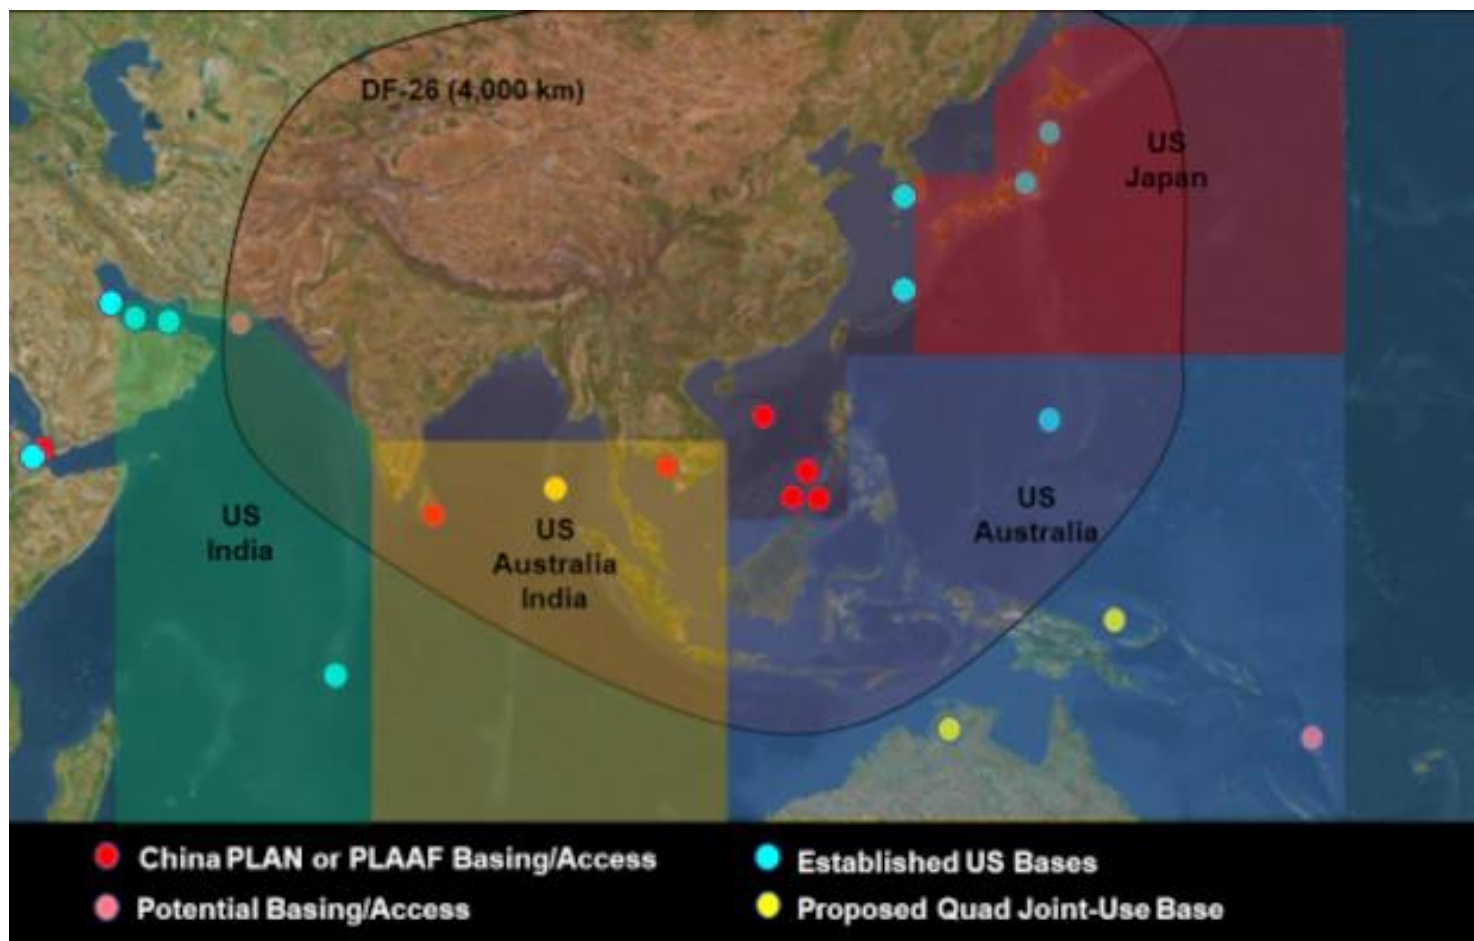 DF-26 (4,000 km)
US
Japan
US
Australia
US
India
US
Australia
India
China PLAN or PLAAF Basing/Access
Established US Bases
Potential Basing/Access
Proposed Quad Joint-Use Base